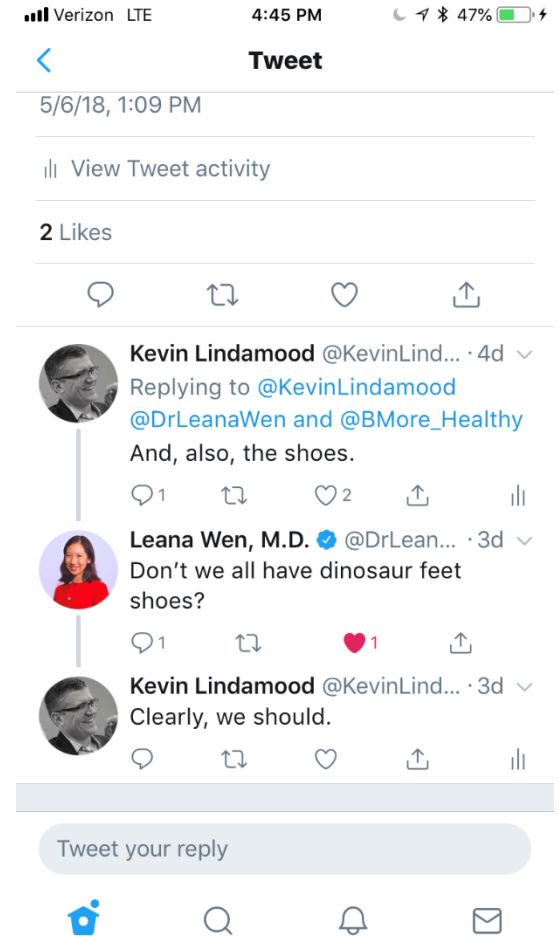 Verizon LTE 4:45 PM 47%
Tweet
5/6/18, 1:09 PM
View Tweet activity
2 Likes
Kevin Lindamood @KevinLind... · 4d
Replying to @KevinLindamood
@DrLeanaWen and @BMore_Healthy
And, also, the shoes.
1 2
Leana Wen, M.D. @DrLean... · 3d
Don't we all have dinosaur feet
shoes?
1 1
Kevin Lindamood @KevinLind... · 3d
Clearly, we should.
Tweet your reply